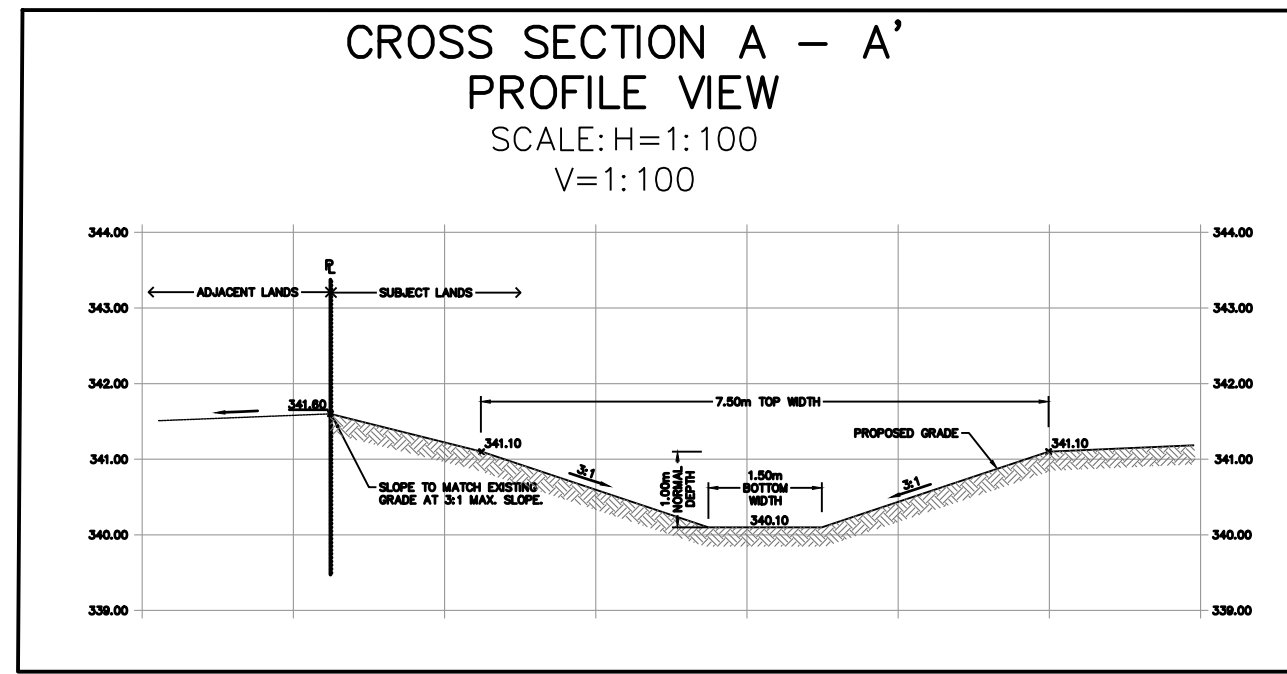 CROSS SECTION A – A'
PROFILE VIEW
SCALE: H=1:100
V=1:100
344.00
344.00
PL
ADJACENT LANDS
SUBJECT LANDS
343.00
343.00
342.00
342.00
341.60
7.50m TOP WIDTH
341.10
PROPOSED GRADE
341.10
341.00
341.00
3:1
SLOPE TO MATCH EXISTING
GRADE AT 3:1 MAX. SLOPE.
1.00m
NORMAL
DEPTH
1.50m
BOTTOM
WIDTH
3:1
340.10
340.00
340.00
339.00
339.00